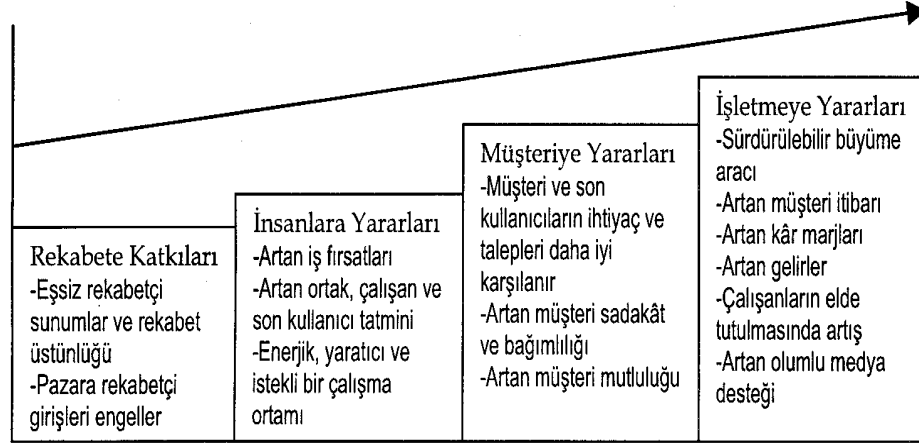 Rekabete Katkıları
-Eşsiz rekabetçi
sunumlar ve rekabet
üstünlüğü
-Pazara rekabetçi
girişleri engeller
İnsanlara Yararları
-Artan iş fırsatları
-Artan ortak, çalışan ve
son kullanıcı tatmini
-Enerjik, yaratıcı ve
istekli bir çalışma
ortamı
Müşteriye Yararları
-Müşteri ve son
kullanıcıların ihtiyaç ve
talepleri daha iyi
karşılanır
-Artan müşteri sadakât
ve bağımlılığı
-Artan müşteri mutluluğu
İşletmeye Yararları
-Sürdürülebilir büyüme
aracı
-Artan müşteri itibarı
-Artan kâr marjları
-Artan gelirler
-Çalışanların elde
tutulmasında artış
-Artan olumlu medya
desteği